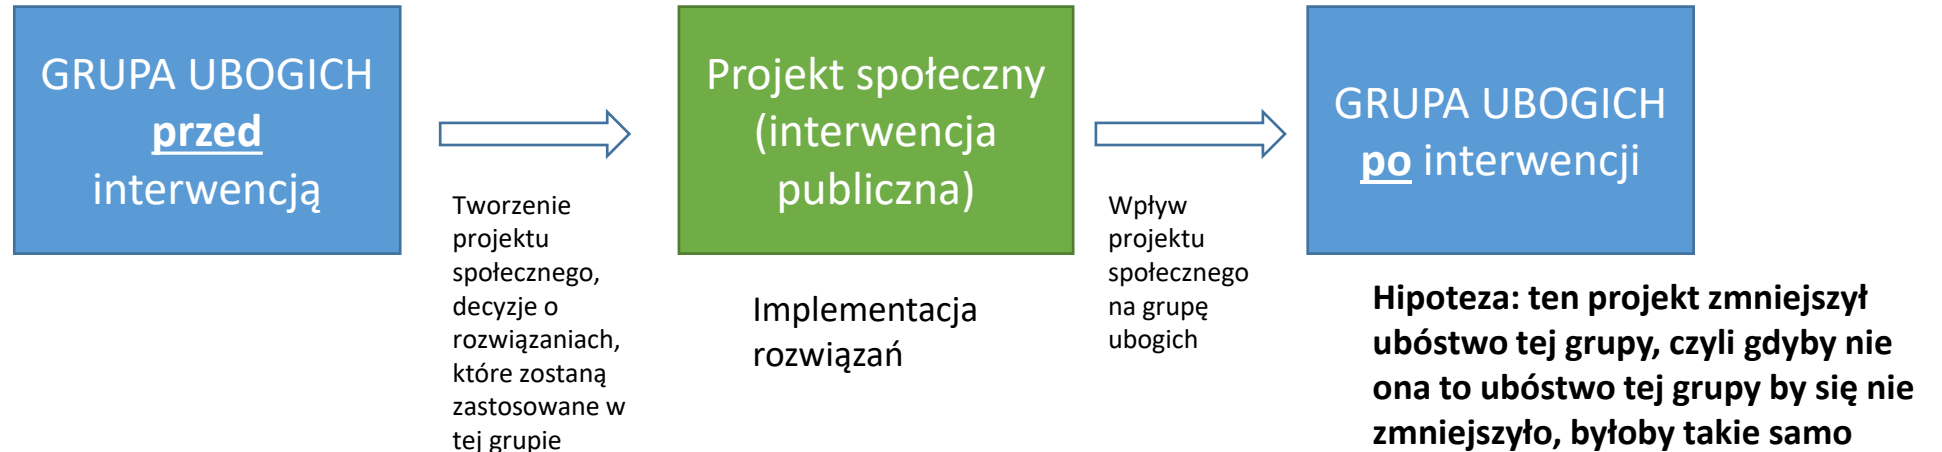 GRUPA UBOGICH
przed
interwencją
Tworzenie
projektu
społecznego,
decyzje o
rozwiązaniach,
które zostaną
zastosowane w
tej grupie
Projekt społeczny
(interwencja
publiczna)
Implementacja
rozwiązań
Wpływ
projektu
społecznego
na grupę
ubogich
GRUPA UBOGICH
po interwencji
Hipoteza: ten projekt zmniejszył
ubóstwo tej grupy, czyli gdyby nie
ona to ubóstwo tej grupy by się nie
zmniejszyło, byłoby takie samo